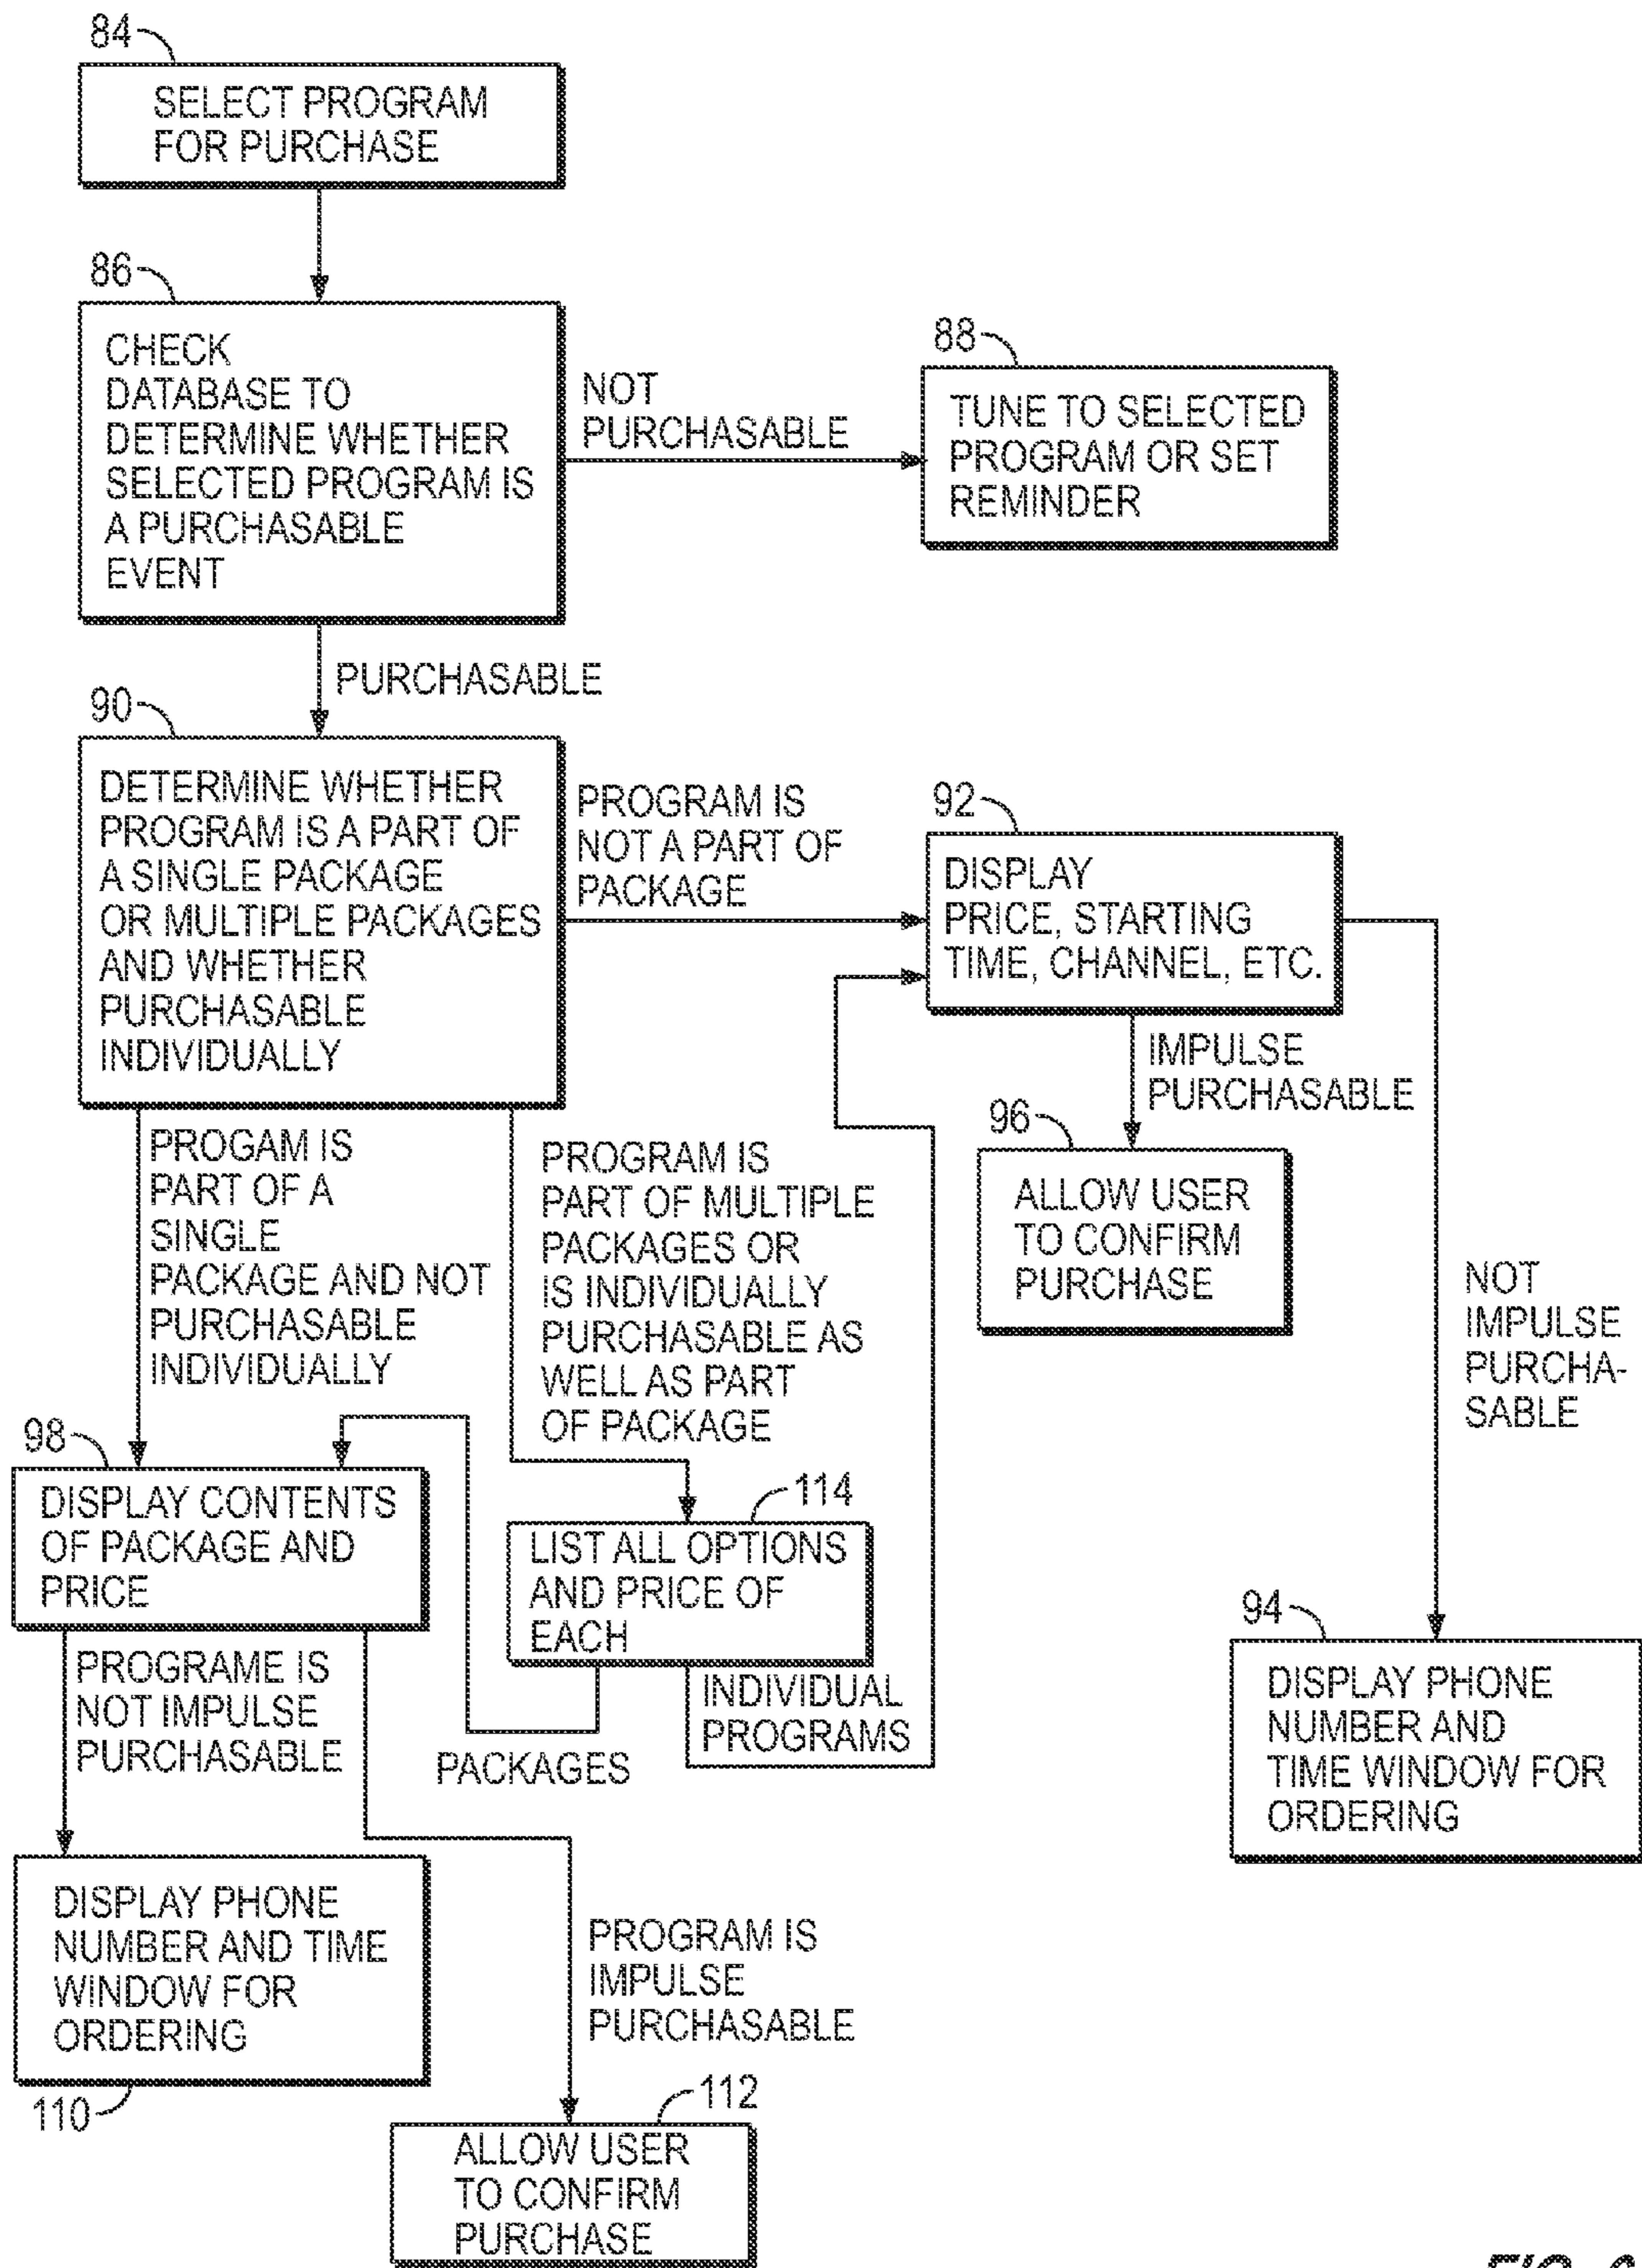 84
SELECT PROGRAM
FOR PURCHASE
86
CHECK
DATABASE TO
DETERMINE WHETHER
SELECTED PROGRAM IS
A PURCHASABLE
EVENT
NOT
PURCHASABLE
88
TUNE TO SELECTED
PROGRAM OR SET
REMINDER
PURCHASABLE
90
DETERMINE WHETHER
PROGRAM IS A PART OF
A SINGLE PACKAGE
OR MULTIPLE PACKAGES
AND WHETHER
PURCHASABLE
INDIVIDUALLY
PROGRAM IS
NOT A PART OF
PACKAGE
92
DISPLAY
PRICE, STARTING
TIME, CHANNEL, ETC.
IMPULSE
PURCHASABLE
96
ALLOW USER
TO CONFIRM
PURCHASE
NOT
IMPULSE
PURCHA-
SABLE
94
DISPLAY PHONE
NUMBER AND
TIME WINDOW FOR
ORDERING
PROGAM IS
PART OF A
SINGLE
PACKAGE AND NOT
PURCHASABLE
INDIVIDUALLY
PROGRAM IS
PART OF MULTIPLE
PACKAGES OR
IS INDIVIDUALLY
PURCHASABLE AS
WELL AS PART
OF PACKAGE
98
DISPLAY CONTENTS
OF PACKAGE AND
PRICE
114
LIST ALL OPTIONS
AND PRICE OF
EACH
PROGRAME IS
NOT IMPULSE
PURCHASABLE
PACKAGES
INDIVIDUAL
PROGRAMS
DISPLAY PHONE
NUMBER AND TIME
WINDOW FOR
ORDERING
110
PROGRAM IS
IMPULSE
PURCHASABLE
112
ALLOW USER
TO CONFIRM
PURCHASE